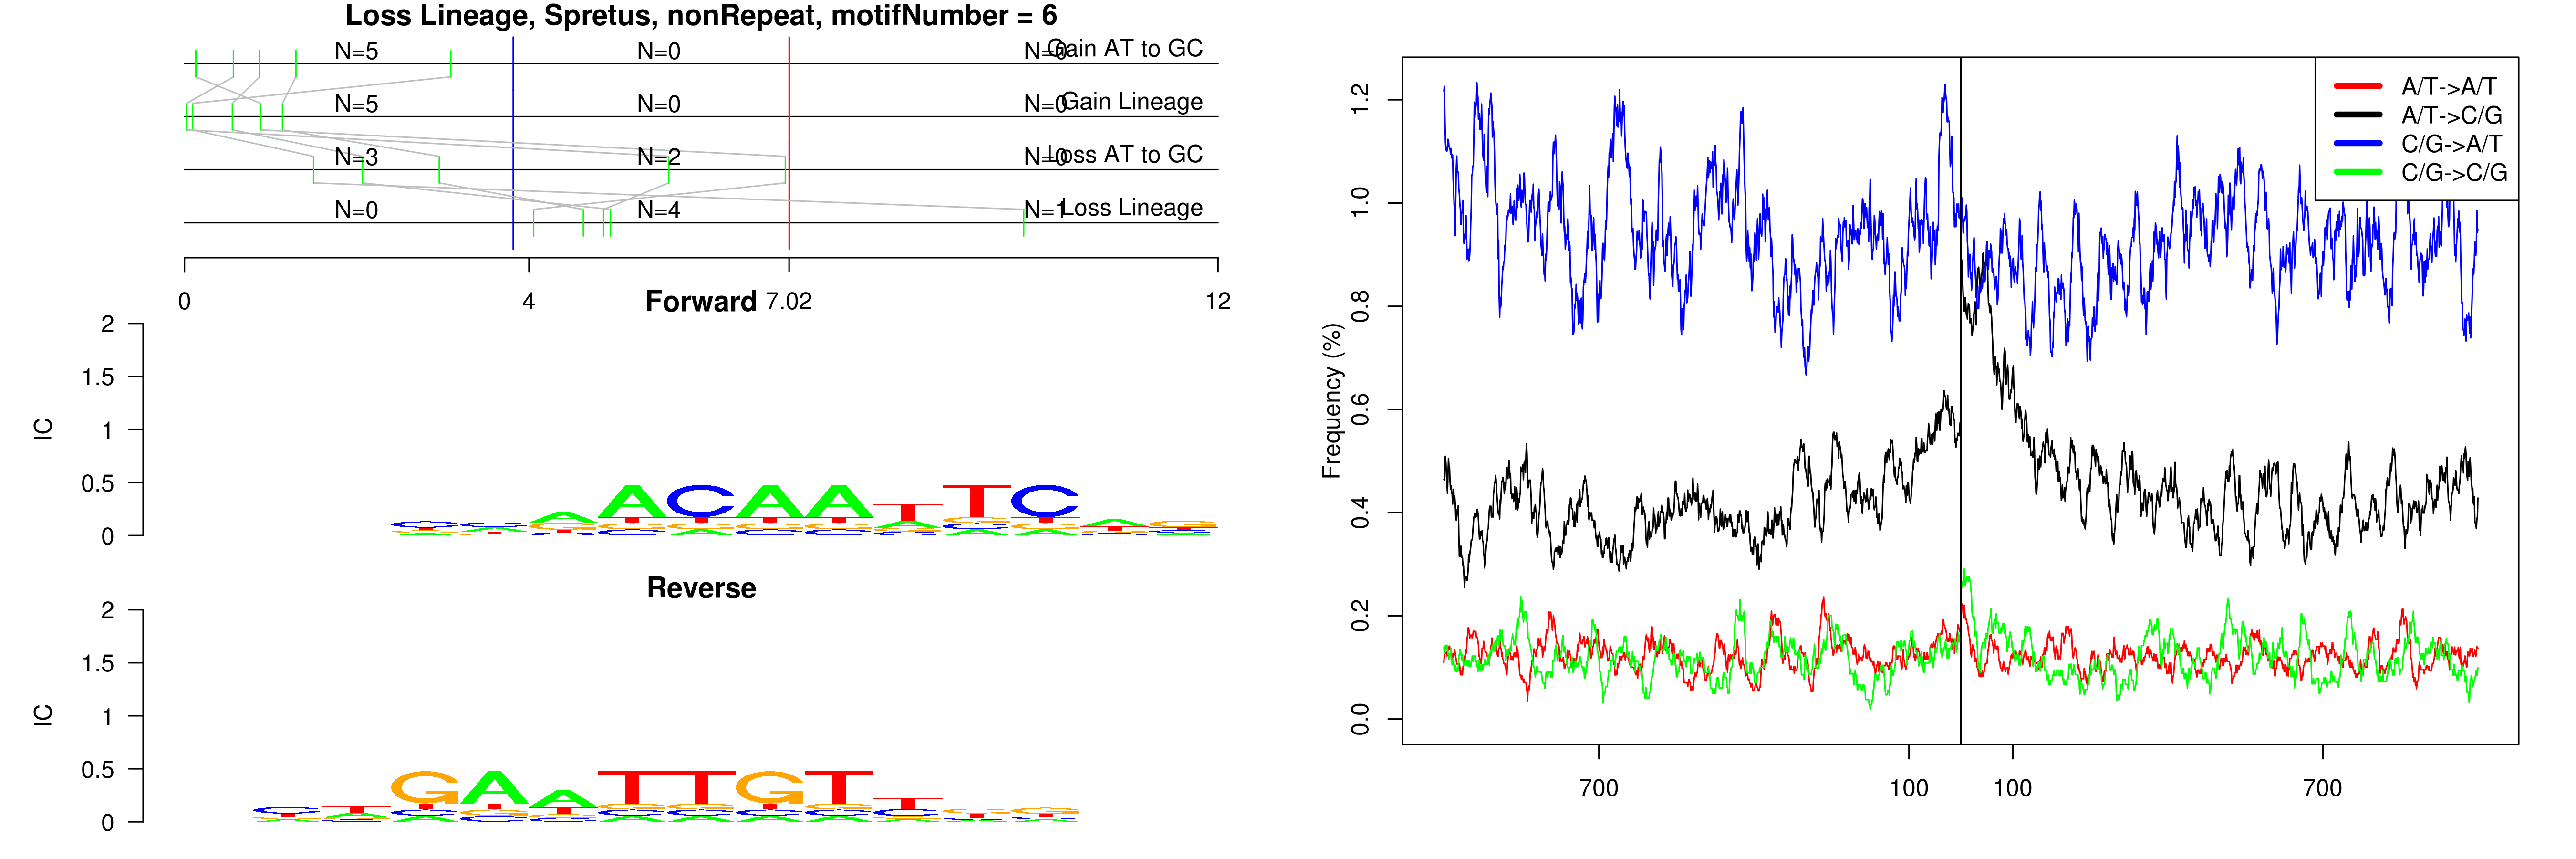 Loss Lineage, Spretus, nonRepeat, motifNumber = 6
N=5 N=0 N=0 Gain AT to GC
N=5 N=0 N=0 Gain Lineage
N=3 N=2 N=0 Loss AT to GC
N=0 N=4 N=1 Loss Lineage
0 4 7.02 12
Forward
2
1.5
1
0.5
0
IC
ACAATTC
Reverse
2
1.5
1
0.5
0
IC
GAATTGTT
Frequency (%)
1.2
1.0
0.8
0.6
0.4
0.2
0.0
700 100 100 700
A/T->A/T
A/T->C/G
C/G->A/T
C/G->C/G